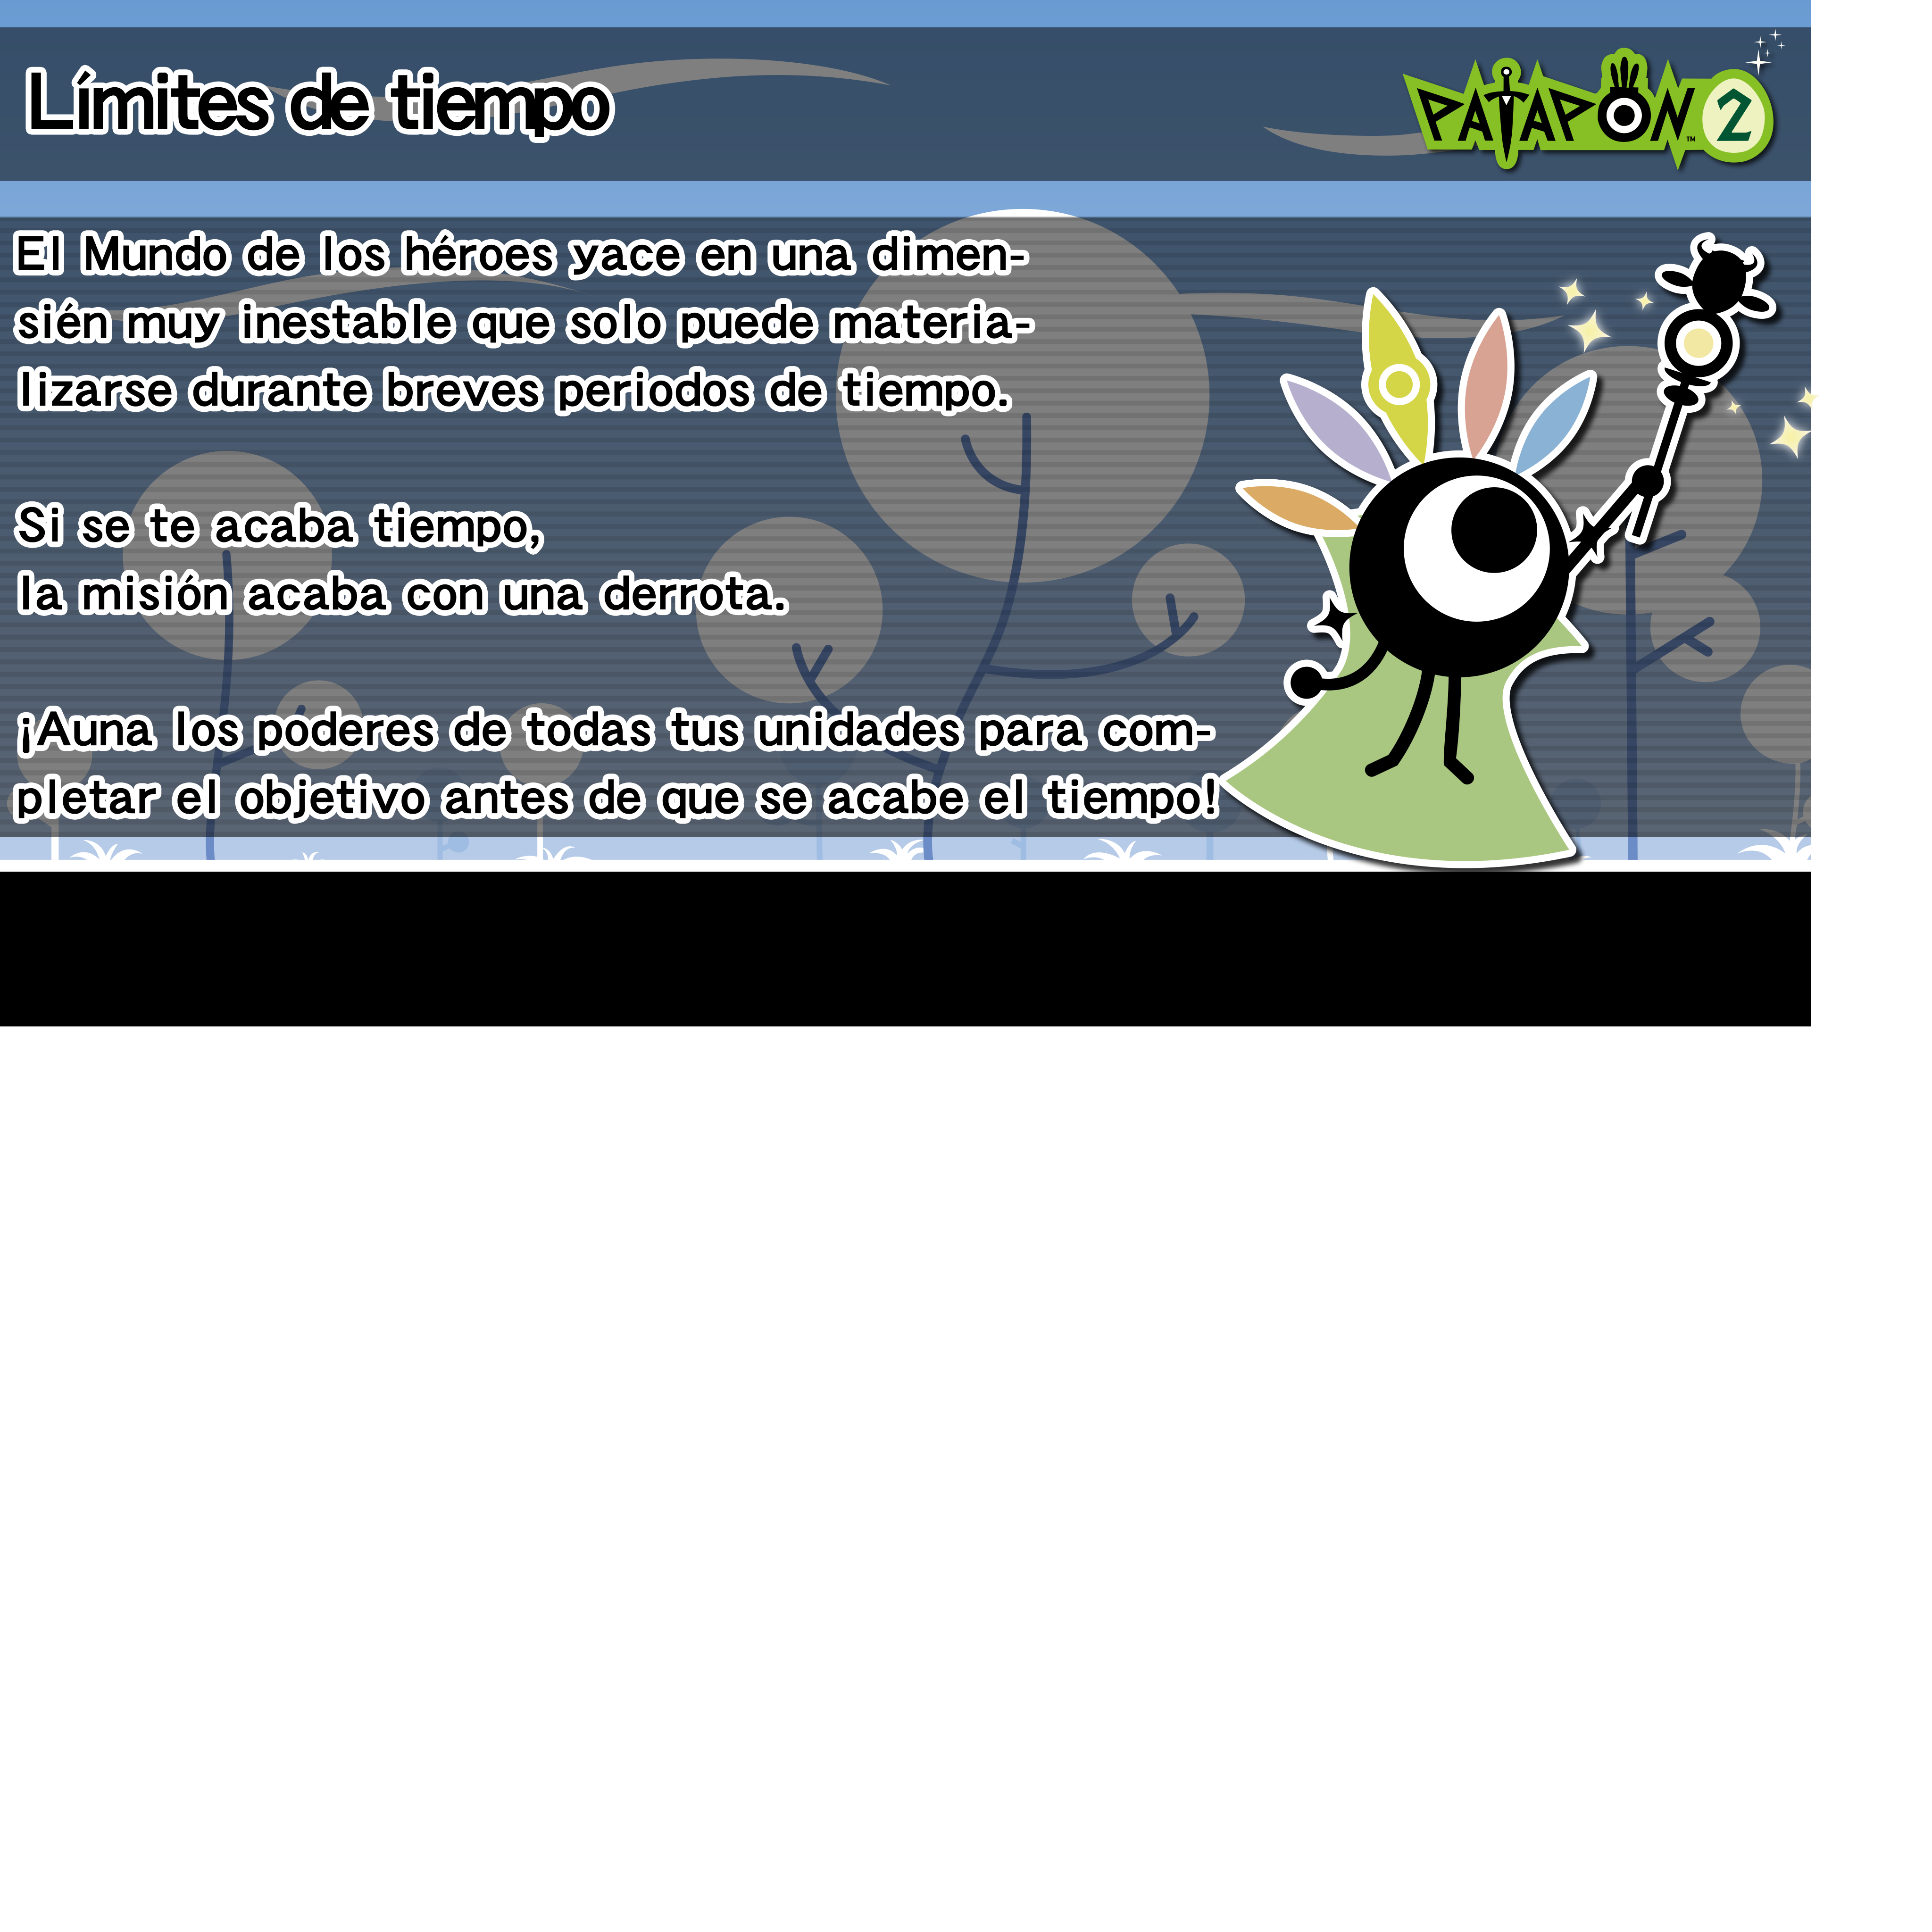 Límites de tiempo
PATAPON™ 2
El Mundo de los héroes yace en una dimen-
sién muy inestable que solo puede materia-
lizarse durante breves periodos de tiempo.
Si se te acaba tiempo,
la misión acaba con una derrota.
¡Auna los poderes de todas tus unidades para com-
pletar el objetivo antes de que se acabe el tiempo!